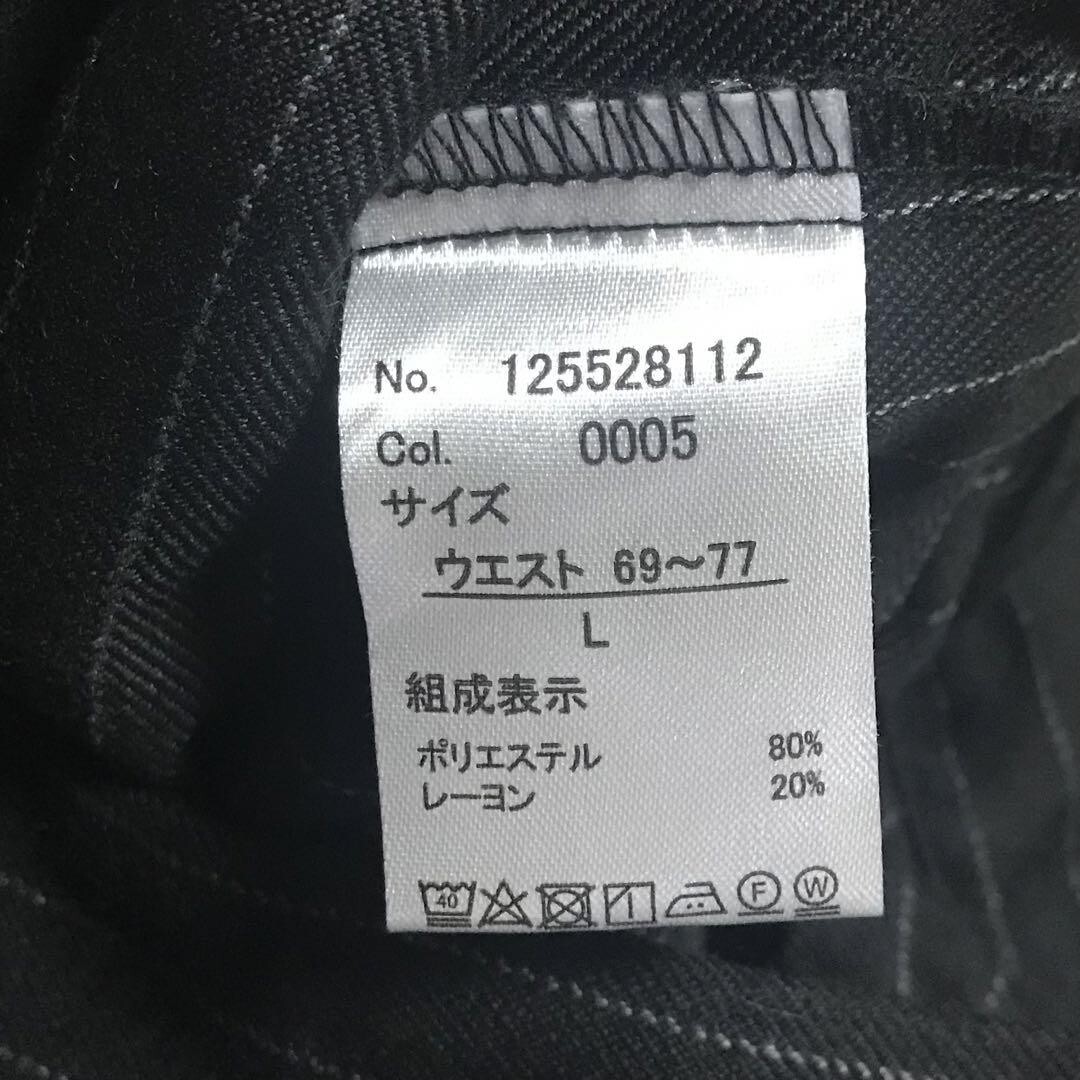 No. 125528112
Col. 0005
サイズ
ウエスト 69～77
L
組成表示
ポリエステル 80%
レーヨン 20%
40 F W